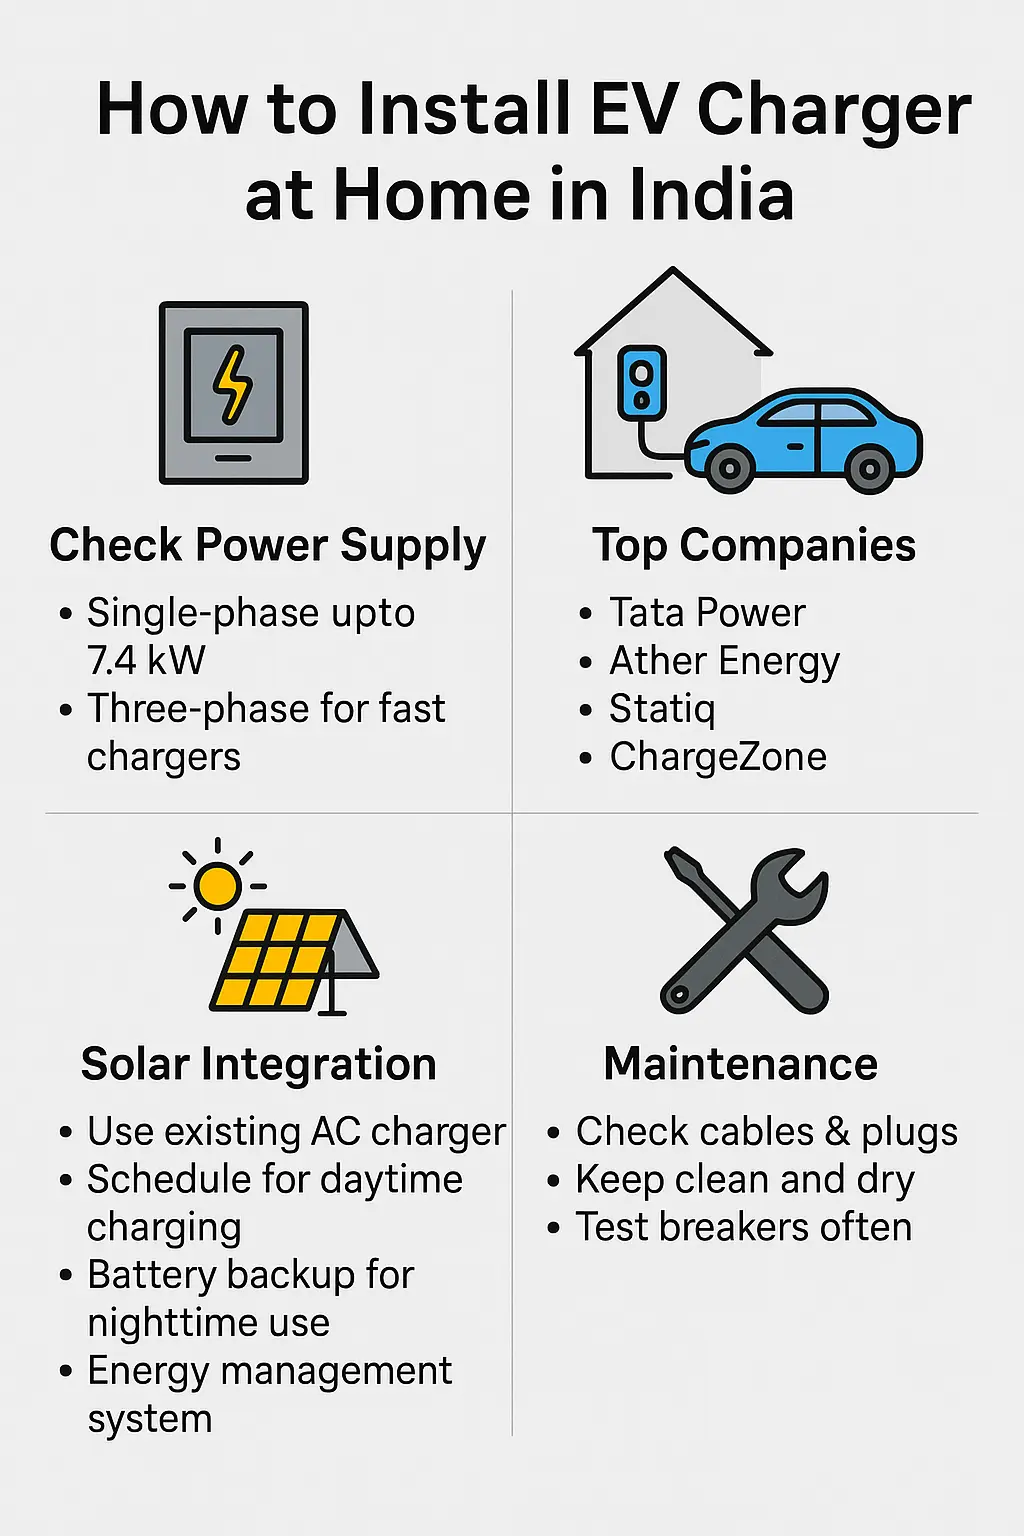 How to Install EV Charger
at Home in India
Check Power Supply
• Single-phase upto
7.4 kW
• Three-phase for fast
chargers
Top Companies
• Tata Power
• Ather Energy
• Statiq
• ChargeZone
Solar Integration
• Use existing AC charger
• Schedule for daytime
charging
• Battery backup for
nighttime use
• Energy management
system
Maintenance
• Check cables & plugs
• Keep clean and dry
• Test breakers often